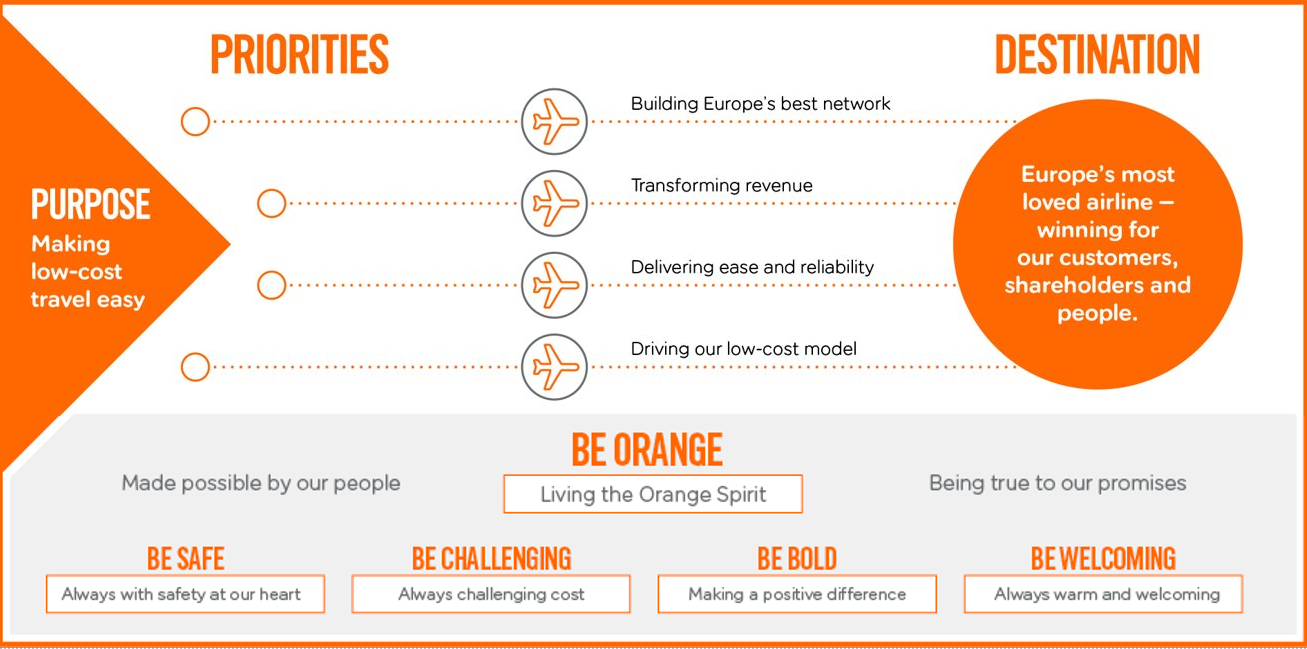 PRIORITIES
DESTINATION
PURPOSE
Making
low-cost
travel easy
Building Europe's best network
Transforming revenue
Delivering ease and reliability
Driving our low-cost model
Europe's most
loved airline –
winning for
our customers,
shareholders and
people.
BE ORANGE
Made possible by our people
Living the Orange Spirit
Being true to our promises
BE SAFE
Always with safety at our heart
BE CHALLENGING
Always challenging cost
BE BOLD
Making a positive difference
BE WELCOMING
Always warm and welcoming